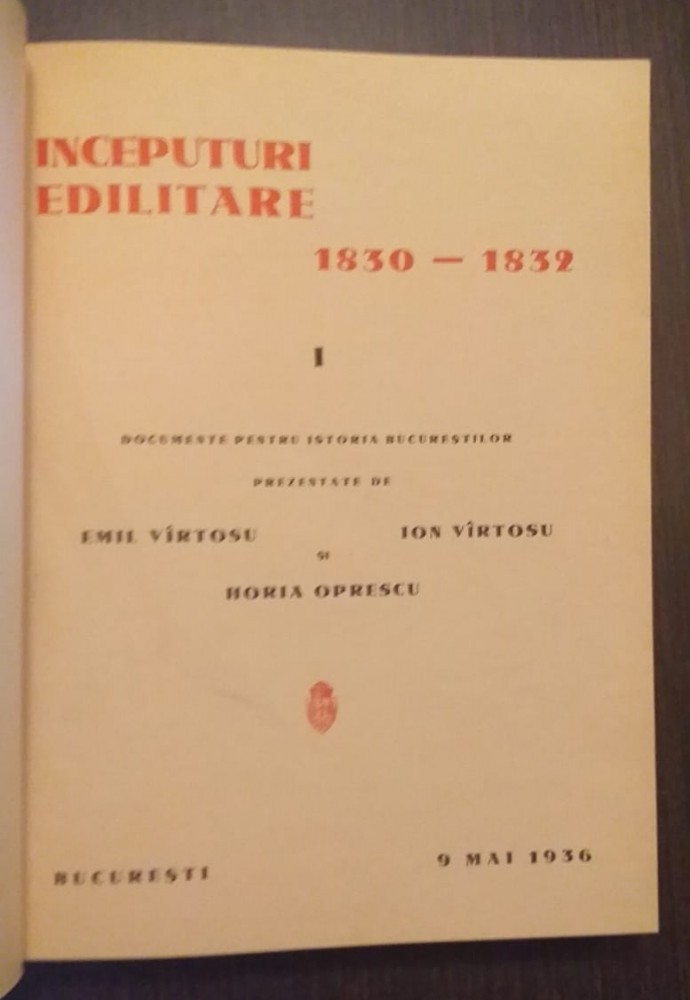 INCEPUTURI
EDILITARE
1830 — 1832
I
DOCUMENTE PENTRU ISTORIA BUCUREȘTILOR
PREZENTATE DE
EMIL VÎRTOSU ION VÎRTOSU
ȘI
HORIA OPRESCU
BUCUREȘTI 9 MAI 1936